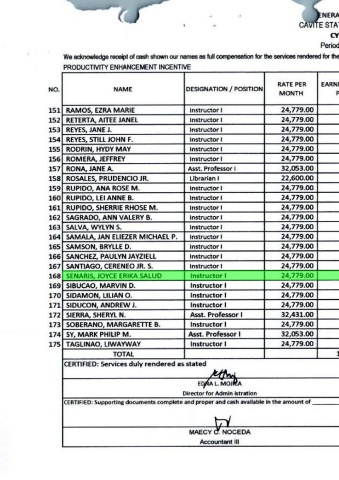 ENERA
CAVITE STAT
CY
Period
We acknowledge receipt of cash shown our names as full compensation for the services rendered for the
PRODUCTIVITY ENHANCEMENT INCENTIVE
NO. NAME DESIGNATION / POSITION RATE PER MONTH EARN
151 RAMOS, EZRA MARIE Instructor I 24,779.00
152 RETERTA, AITEE JANEL Instructor I 24,779.00
153 REYES, JANE J. Instructor I 24,779.00
154 REYES, STILL JOHN F. Instructor I 24,779.00
155 RODRIN, HYDY MAY Instructor I 24,779.00
156 ROMERA, JEFFREY Instructor I 24,779.00
157 RONA, JANE A. Asst. Professor I 32,053.00
158 ROSALES, PRUDENCIO JR. Librarian I 22,600.00
159 RUPIDO, ANA ROSE M. Instructor I 24,779.00
160 RUPIDO, LEI ANNE B. Instructor I 24,779.00
161 RUPIDO, SHERRIE RHOSE M. Instructor I 24,779.00
162 SAGRADO, ANN VALERY B. Instructor I 24,779.00
163 SALVA, WYLYN S. Instructor I 24,779.00
164 SAMALA, JAN ELIEZER MICHAEL P. Instructor I 24,779.00
165 SAMSON, BRYLLE D. Instructor I 24,779.00
166 SANCHEZ, PAULYN JAYZIELL Instructor I 24,779.00
167 SANTIAGO, CERENEO JR. S. Instructor I 24,779.00
168 SENARIS, JOYCE ERIKA SALUD Instructor I 24,779.00
169 SIBUCAO, MARVIN D. Instructor I 24,779.00
170 SIDAMON, LILIAN O. Instructor I 24,779.00
171 SIDUCON, ANDREW J. Instructor I 24,779.00
172 SIERRA, SHERYL N. Asst. Professor I 32,431.00
173 SOBERANO, MARGARETTE B. Instructor I 24,779.00
174 SY, MARK PHILIP M. Asst. Professor I 32,053.00
175 TAGLINAO, LIWAYWAY Instructor I 24,779.00
TOTAL 1
CERTIFIED: Services duly rendered as stated
EDNA L. MOJICA
Director for Admin istration
CERTIFIED: Supporting documents complete and proper and cash available in the amount of
MAECY C. NOCEDA
Accountant III